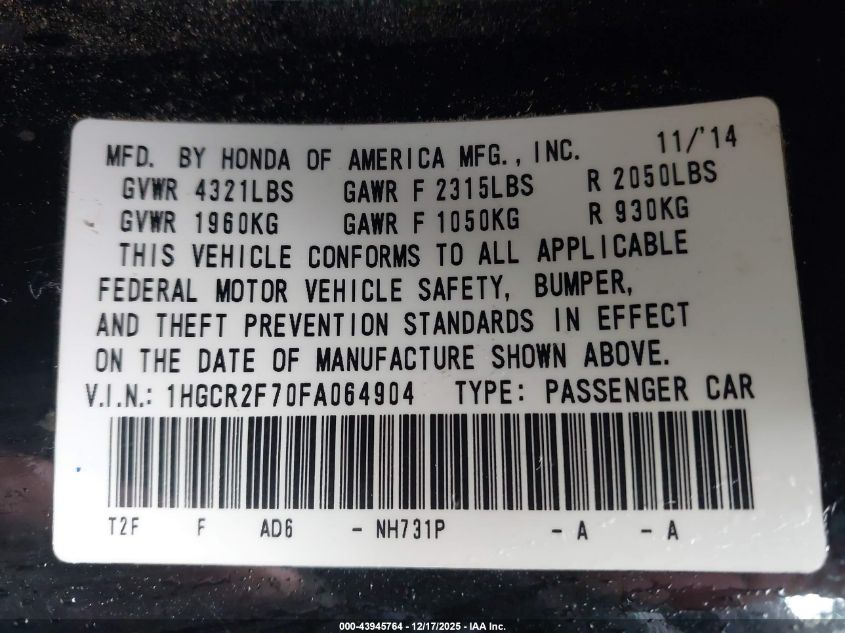 MFD. BY HONDA OF AMERICA MFG., INC. 11/'14
GVWR 4321LBS GAWR F 2315LBS R 2050LBS
GVWR 1960KG GAWR F 1050KG R 930KG
THIS VEHICLE CONFORMS TO ALL APPLICABLE
FEDERAL MOTOR VEHICLE SAFETY, BUMPER,
AND THEFT PREVENTION STANDARDS IN EFFECT
ON THE DATE OF MANUFACTURE SHOWN ABOVE.
V.I.N.: 1HGCR2F70FA064904 TYPE: PASSENGER CAR
T2F F AD6 - NH731P - A - A
000-43945764 - 12/17/2025 - IAA Inc.